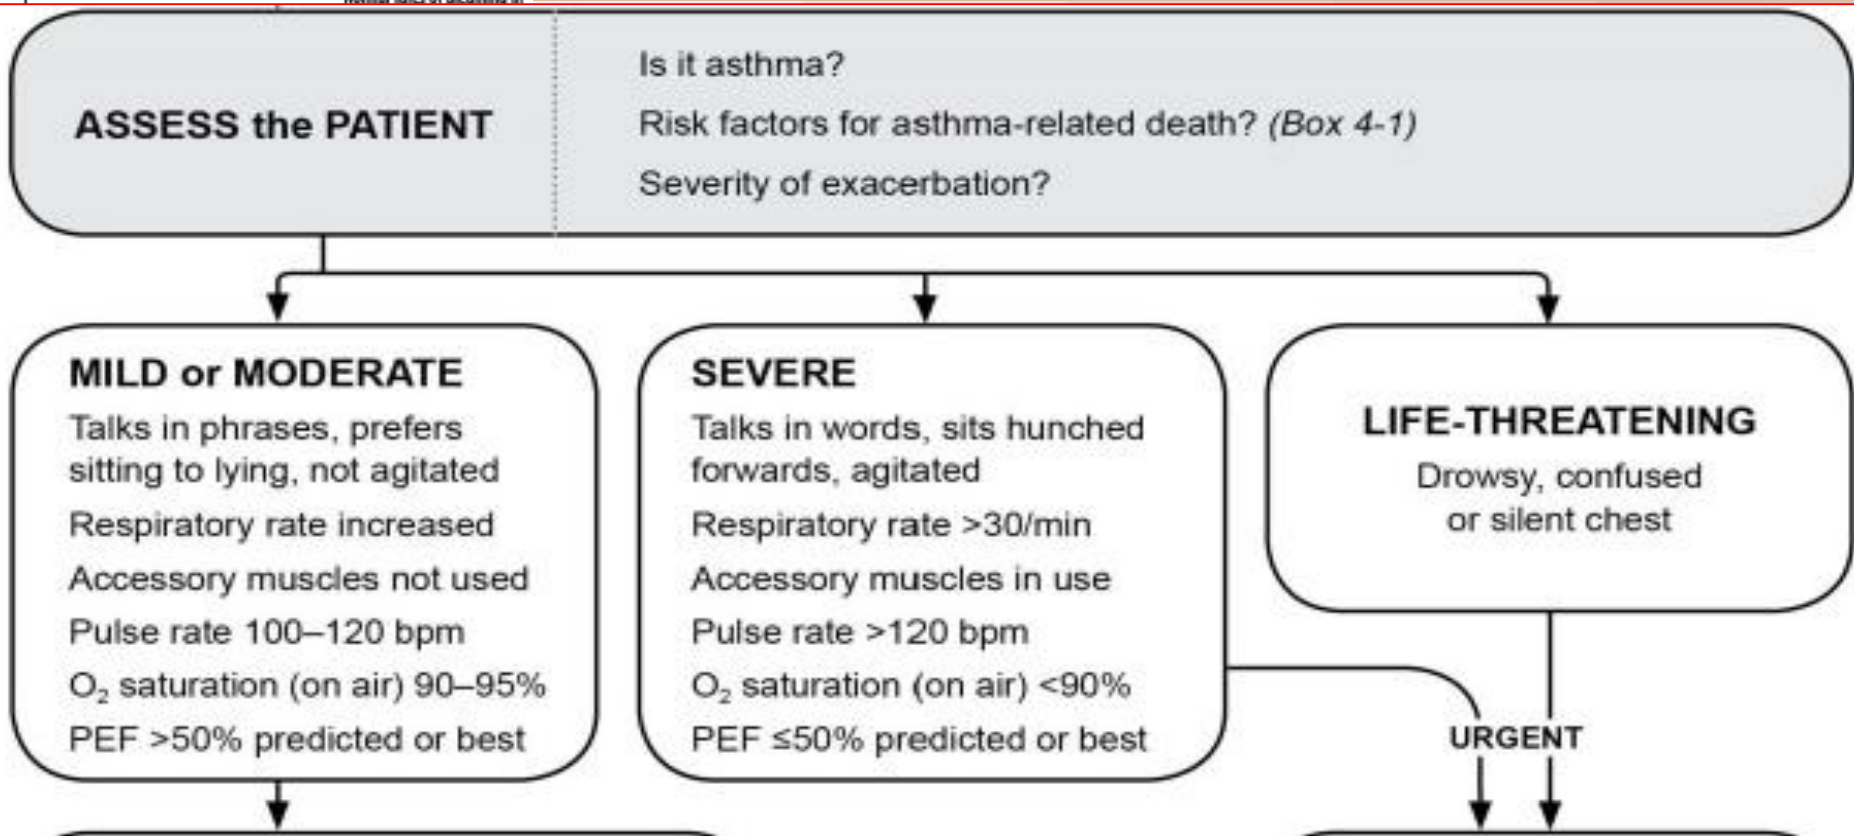 ASSESS the PATIENT
Is it asthma?
Risk factors for asthma-related death? (Box 4-1)
Severity of exacerbation?
MILD or MODERATE
Talks in phrases, prefers
sitting to lying, not agitated
Respiratory rate increased
Accessory muscles not used
Pulse rate 100–120 bpm
O₂ saturation (on air) 90–95%
PEF >50% predicted or best
SEVERE
Talks in words, sits hunched
forwards, agitated
Respiratory rate >30/min
Accessory muscles in use
Pulse rate >120 bpm
O₂ saturation (on air) <90%
PEF ≤50% predicted or best
LIFE-THREATENING
Drowsy, confused
or silent chest
URGENT